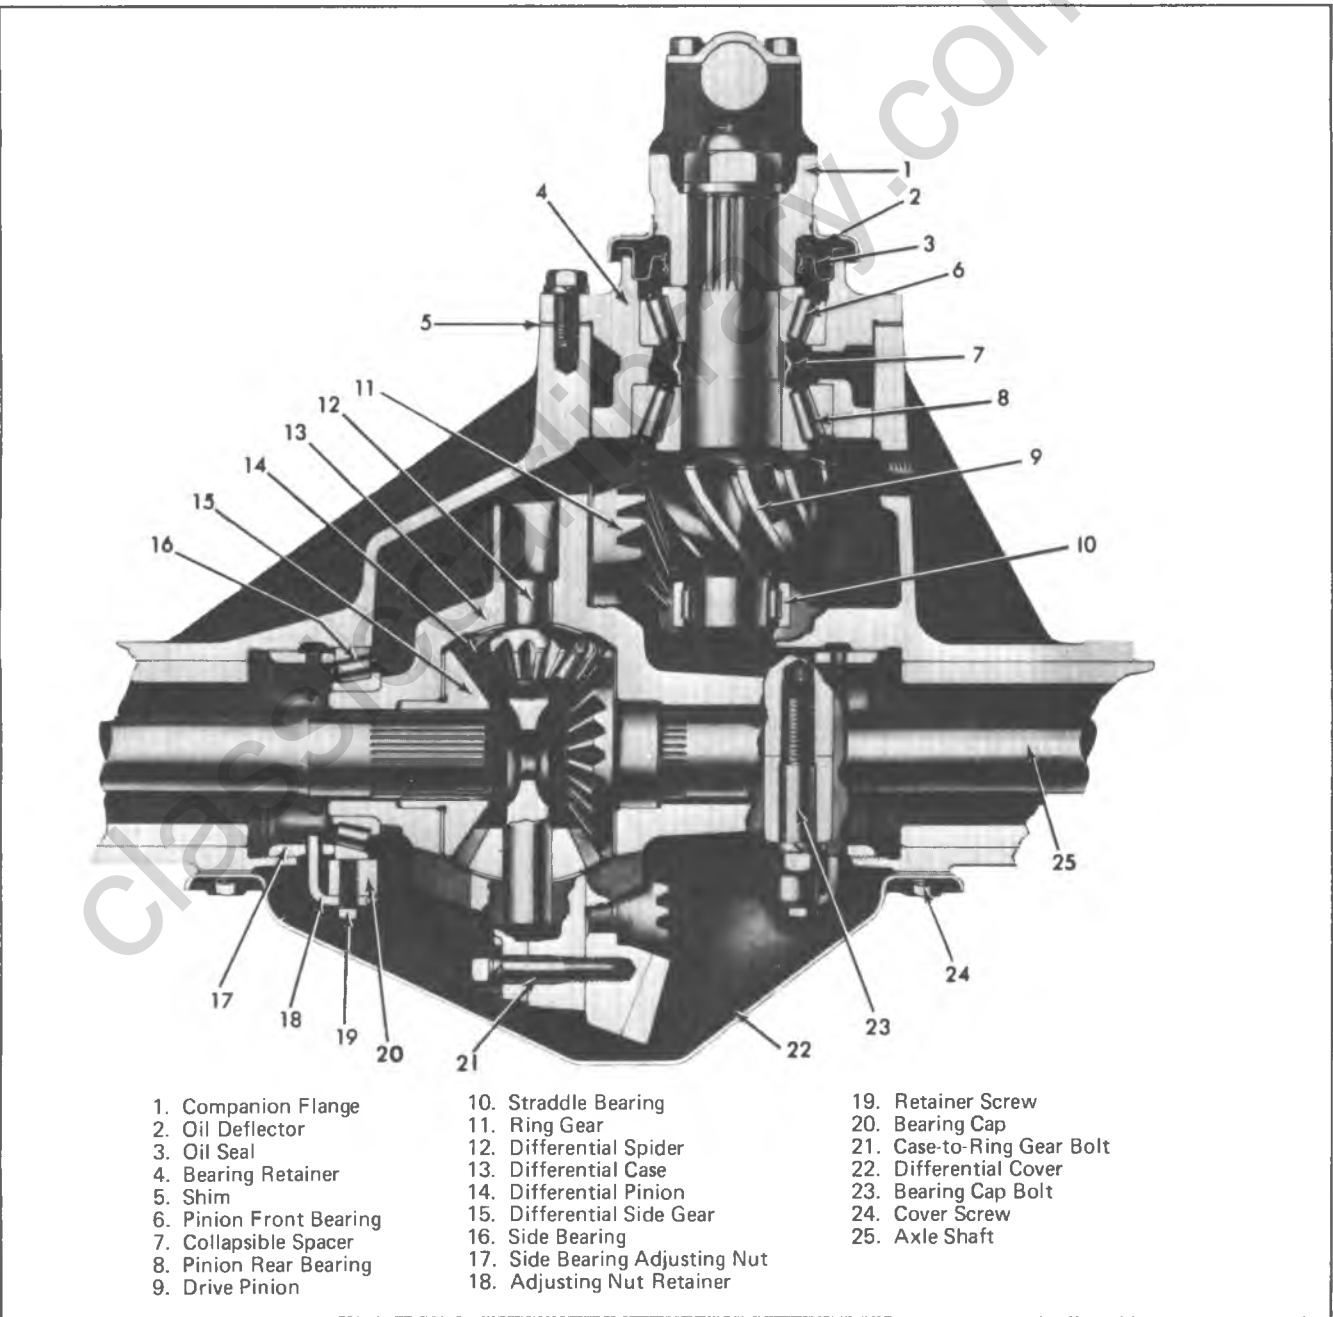 1
2
3
4
5
6
7
8
9
10
11
12
13
14
15
16
17
18
19
20
21
22
23
24
25
classiccarlibrary.com
1. Companion Flange
2. Oil Deflector
3. Oil Seal
4. Bearing Retainer
5. Shim
6. Pinion Front Bearing
7. Collapsible Spacer
8. Pinion Rear Bearing
9. Drive Pinion
10. Straddle Bearing
11. Ring Gear
12. Differential Spider
13. Differential Case
14. Differential Pinion
15. Differential Side Gear
16. Side Bearing
17. Side Bearing Adjusting Nut
18. Adjusting Nut Retainer
19. Retainer Screw
20. Bearing Cap
21. Case-to-Ring Gear Bolt
22. Differential Cover
23. Bearing Cap Bolt
24. Cover Screw
25. Axle Shaft